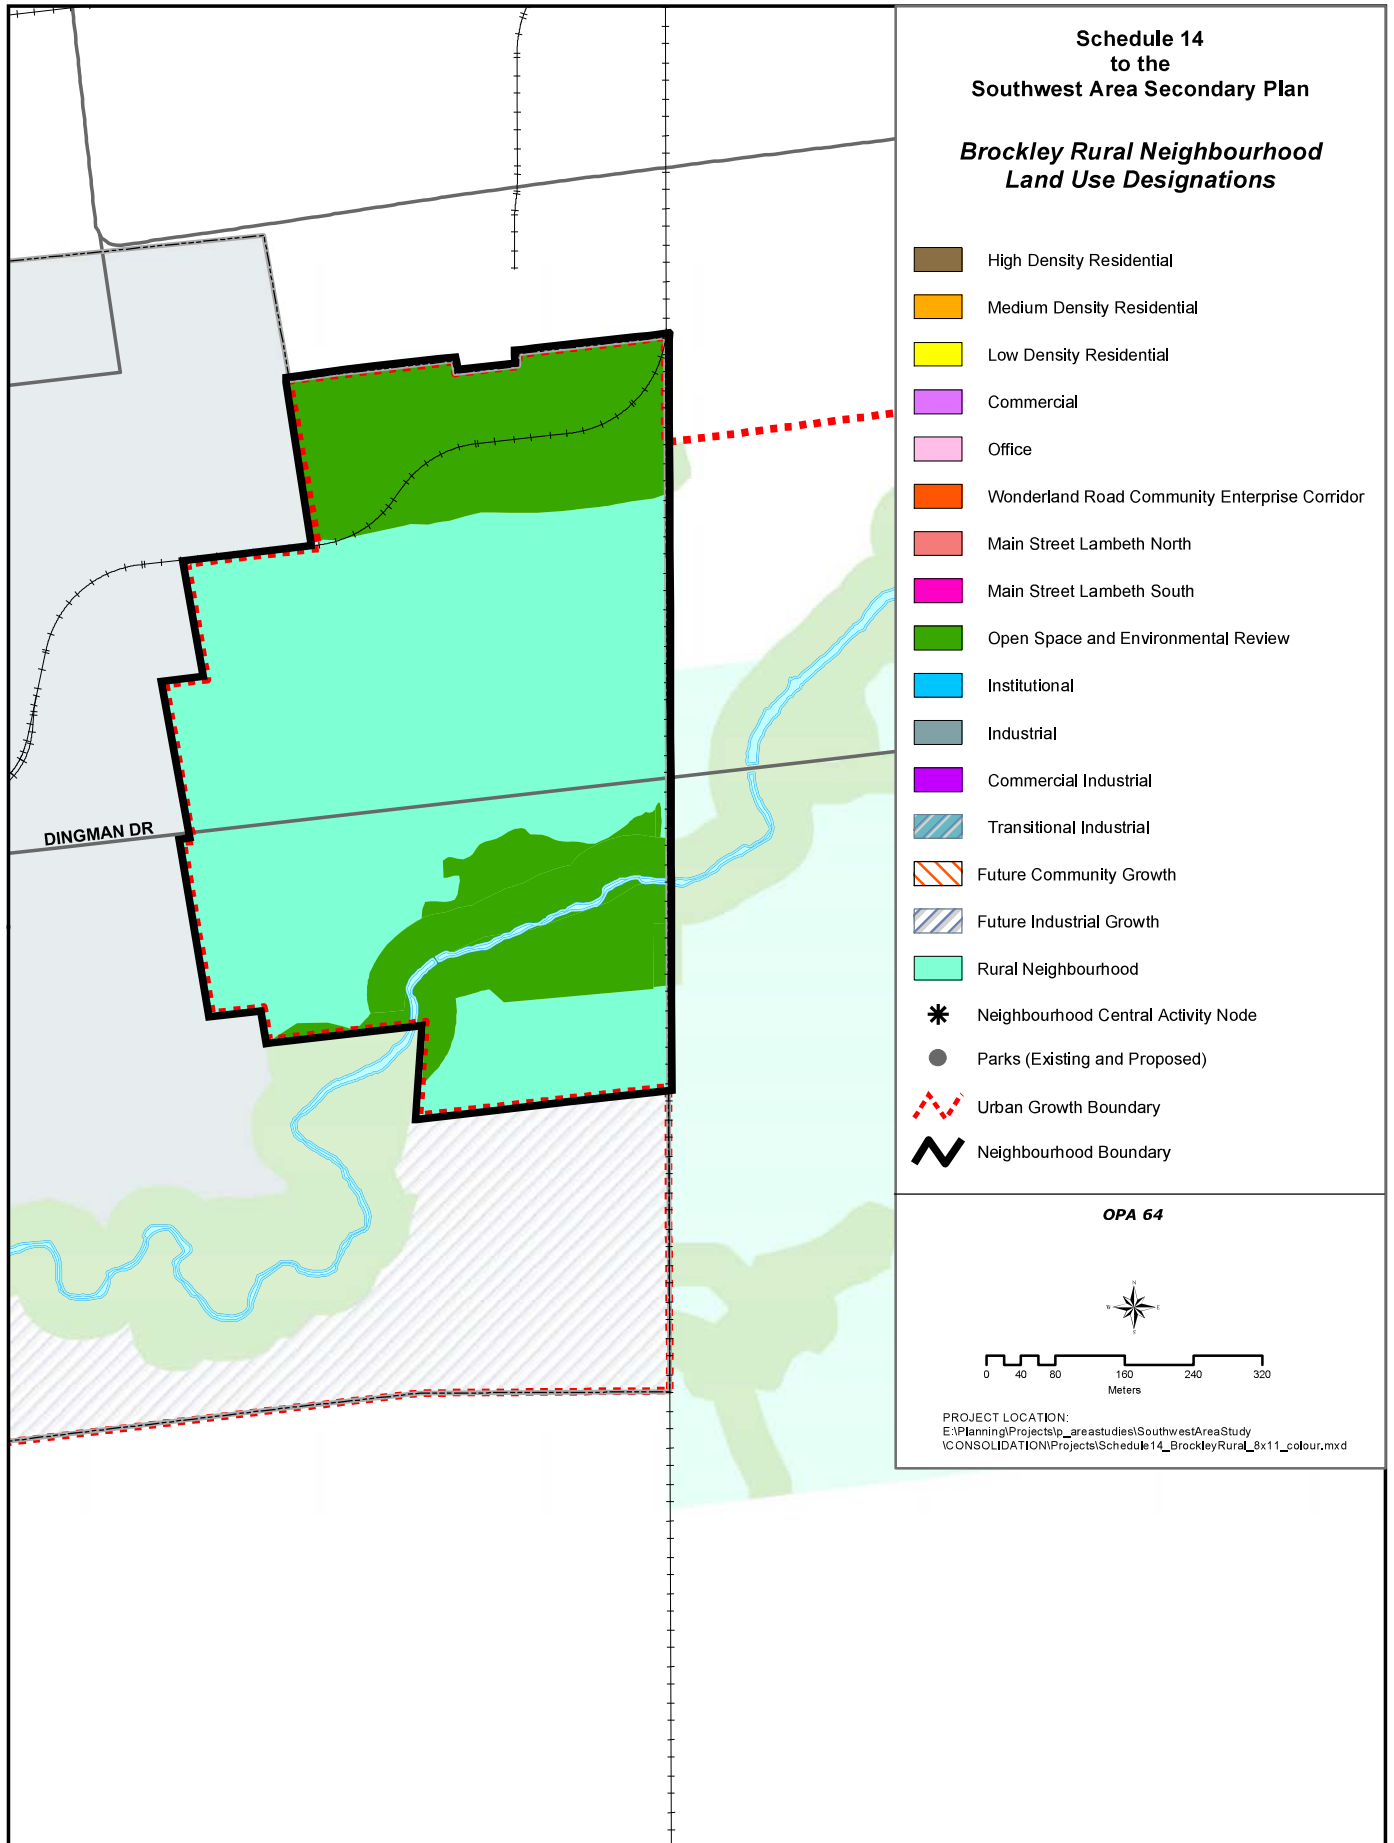 Schedule 14
to the
Southwest Area Secondary Plan
Brockley Rural Neighbourhood
Land Use Designations
High Density Residential
Medium Density Residential
Low Density Residential
Commercial
Office
Wonderland Road Community Enterprise Corridor
Main Street Lambeth North
Main Street Lambeth South
Open Space and Environmental Review
Institutional
Industrial
Commercial Industrial
Transitional Industrial
Future Community Growth
Future Industrial Growth
Rural Neighbourhood
Neighbourhood Central Activity Node
Parks (Existing and Proposed)
Urban Growth Boundary
Neighbourhood Boundary
DINGMAN DR
OPA 64
N
W E
S
0 40 80 160 240 320
Meters
PROJECT LOCATION:
E:\Planning\Projects\p_areastudies\SouthwestAreaStudy
\CONSOLIDATION\Projects\Schedule14_BrockleyRural_8x11_colour.mxd